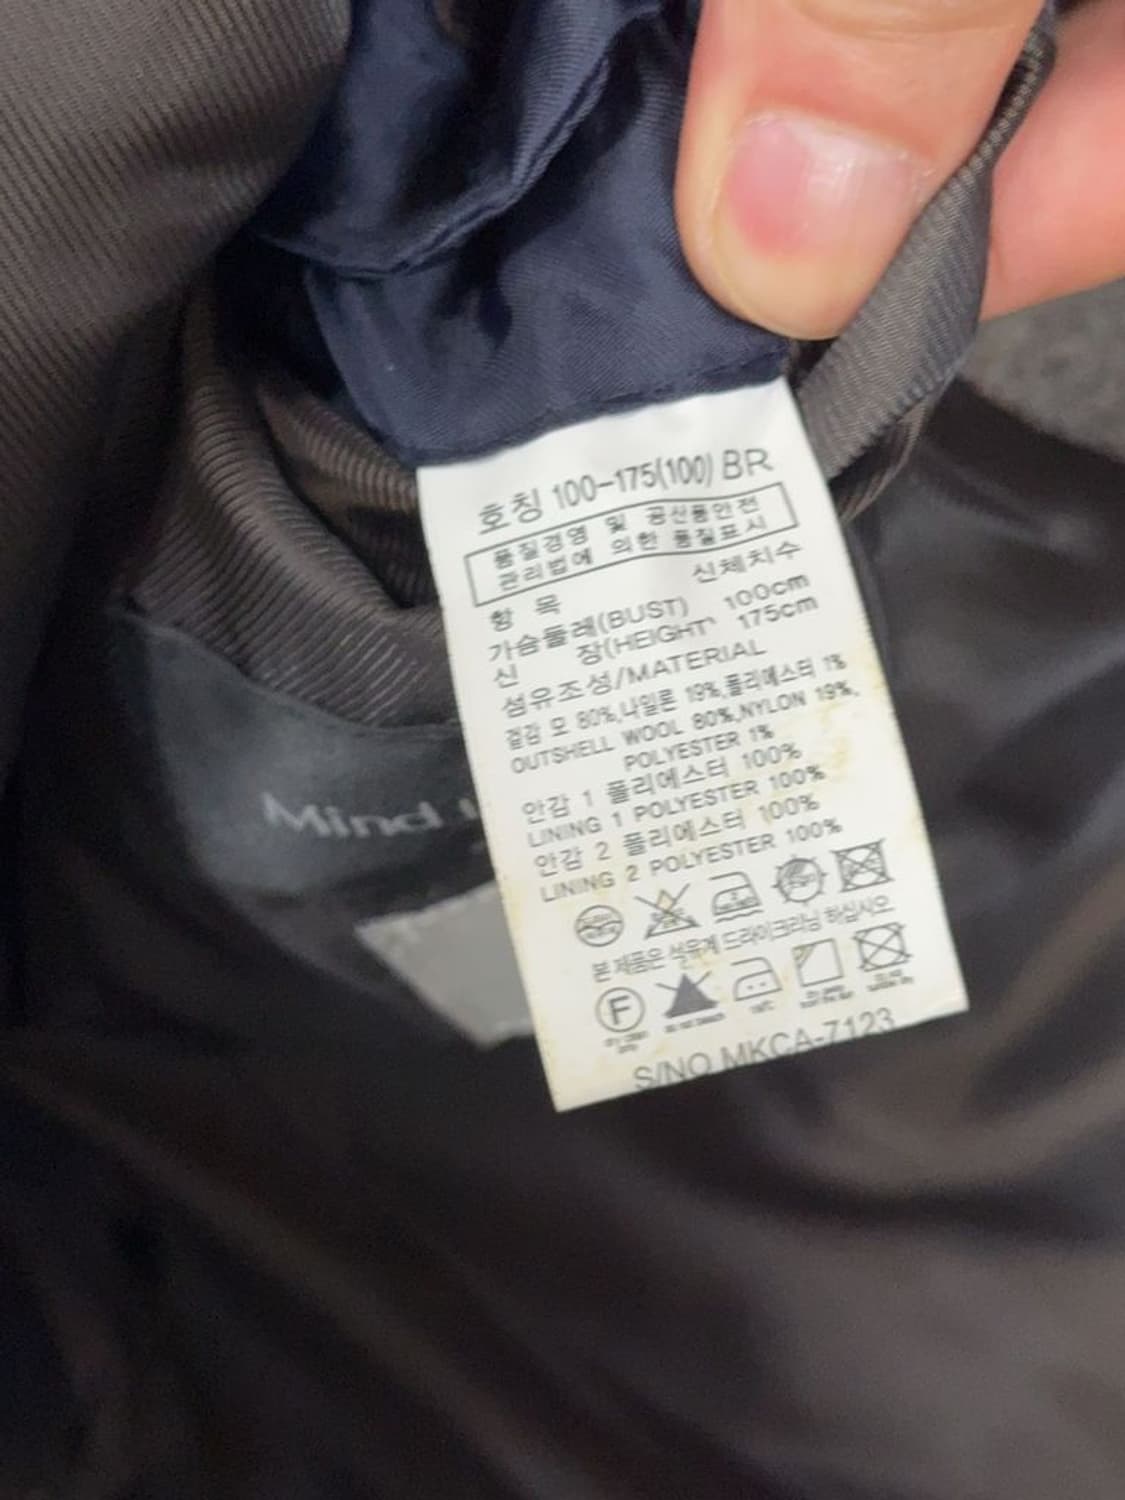 호칭 100-175(100) BR
품질경영 및 공산품안전
관리법에 의한 품질표시
항 목 신체치수
가슴둘레(BUST) 100cm
신 장(HEIGHT) 175cm
섬유조성/MATERIAL
겉감 모 80%,나일론 19%,폴리에스터 1%
OUTSHELL WOOL 80%,NYLON 19%,
POLYESTER 1%
안감 1 폴리에스터 100%
LINING 1 POLYESTER 100%
안감 2 폴리에스터 100%
LINING 2 POLYESTER 100%
본 제품은 석유계 드라이크리닝 하십시오
F
S/NO MKCA-7123
Mind